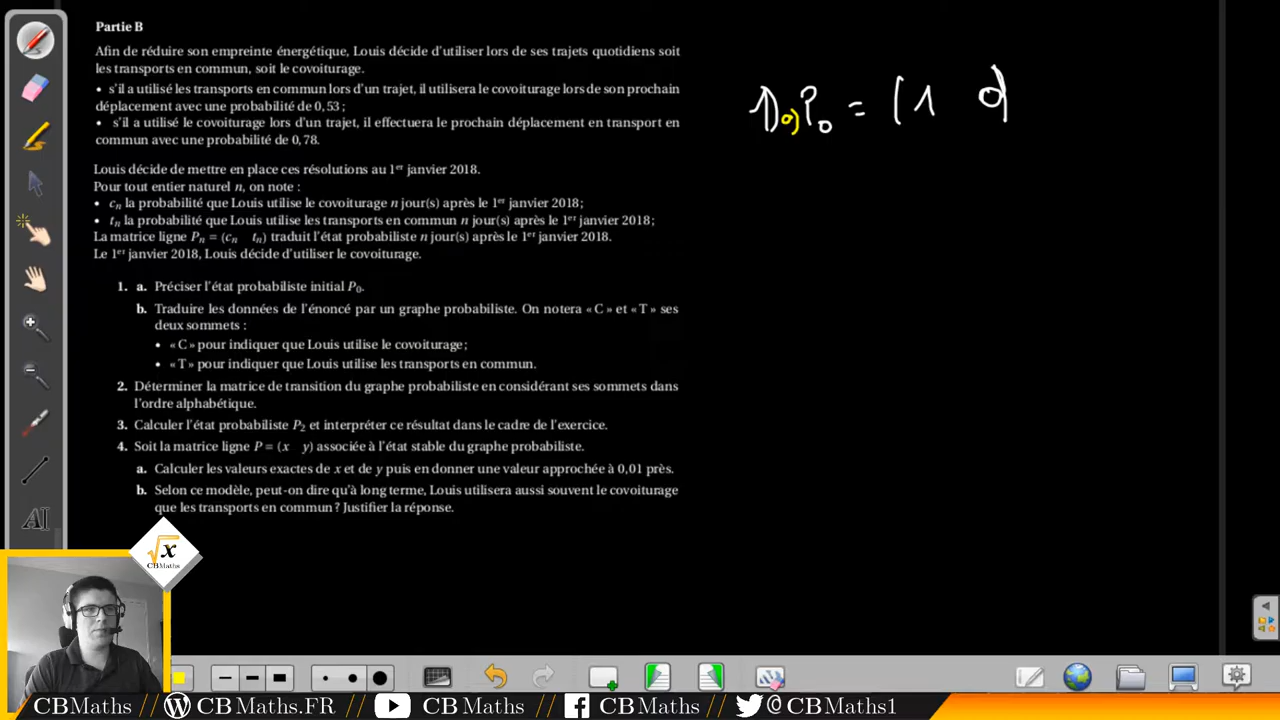 Partie B
Afin de réduire son empreinte énergétique, Louis décide d'utiliser lors de ses trajets quotidiens soit
les transports en commun, soit le covoiturage.
• s'il a utilisé les transports en commun lors d'un trajet, il utilisera le covoiturage lors de son prochain
déplacement avec une probabilité de 0,53 ;
• s'il a utilisé le covoiturage lors d'un trajet, il effectuera le prochain déplacement en transport en
commun avec une probabilité de 0,78.
Louis décide de mettre en place ces résolutions au 1er janvier 2018.
Pour tout entier naturel n, on note :
• cn la probabilité que Louis utilise le covoiturage n jour(s) après le 1er janvier 2018 ;
• tn la probabilité que Louis utilise les transports en commun n jour(s) après le 1er janvier 2018 ;
La matrice ligne Pn = (cn tn) traduit l'état probabiliste n jour(s) après le 1er janvier 2018.
Le 1er janvier 2018, Louis décide d'utiliser le covoiturage.
1. a. Préciser l'état probabiliste initial P0.
b. Traduire les données de l'énoncé par un graphe probabiliste. On notera « C » et « T » ses
deux sommets :
• « C » pour indiquer que Louis utilise le covoiturage;
• « T » pour indiquer que Louis utilise les transports en commun.
2. Déterminer la matrice de transition du graphe probabiliste en considérant ses sommets dans
l'ordre alphabétique.
3. Calculer l'état probabiliste P2 et interpréter ce résultat dans le cadre de l'exercice.
4. Soit la matrice ligne P = (x y) associée à l'état stable du graphe probabiliste.
a. Calculer les valeurs exactes de x et de y puis en donner une valeur approchée à 0,01 près.
b. Selon ce modèle, peut-on dire qu'à long terme, Louis utilisera aussi souvent le covoiturage
que les transports en commun ? Justifier la réponse.
1) a) P0 = (1 0)
√x
CBMaths
AI
CBMaths CBMaths.FR CBMaths CBMaths @CBMaths1